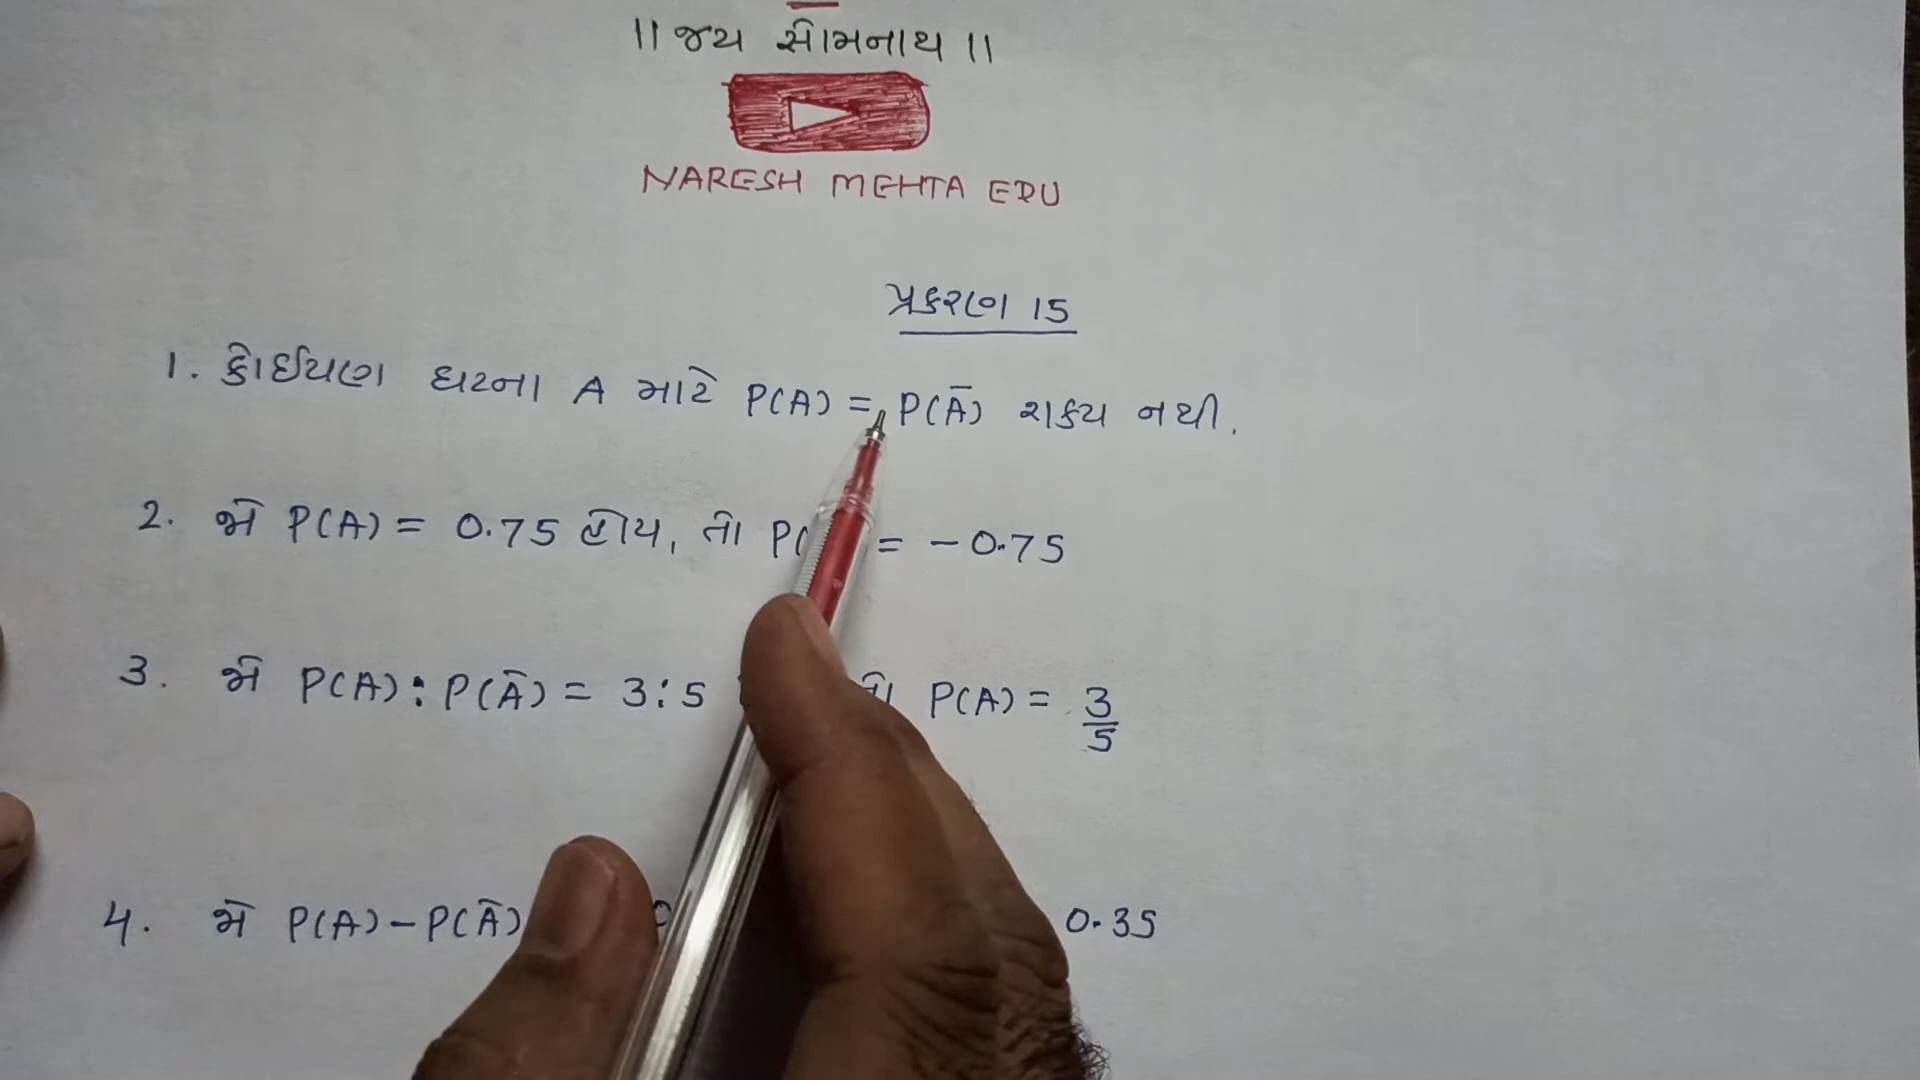 ॥ જય સોમનાથ ॥
NARESH MEHTA EDU
પ્રકરણ 15
1. કોઈપણ ઘટના A માટે P(A) = P(Ā) શક્ય નથી.
2. જો P(A) = 0.75 હોય, તો P( = -0.75
3. જો P(A) : P(Ā) = 3:5 તો P(A) = 3/5
4. જો P(A) - P(Ā) 0.35